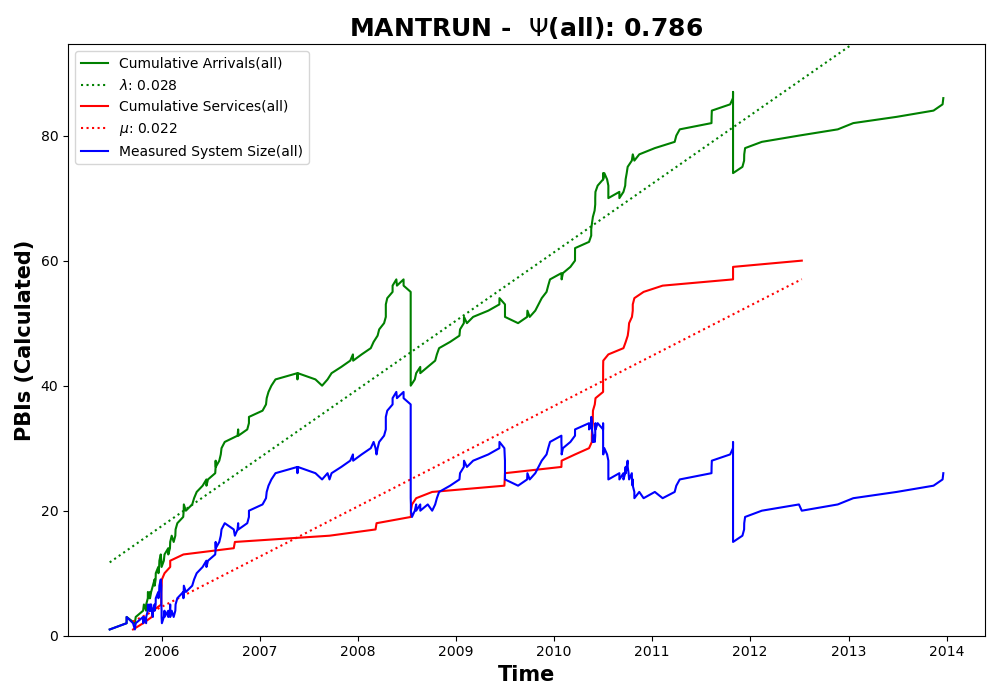 MANTRUN -  Ψ(all): 0.786
Cumulative Arrivals(all)
λ: 0.028
Cumulative Services(all)
μ: 0.022
Measured System Size(all)
PBIs (Calculated)
80
60
40
20
0
2006 2007 2008 2009 2010 2011 2012 2013 2014
Time